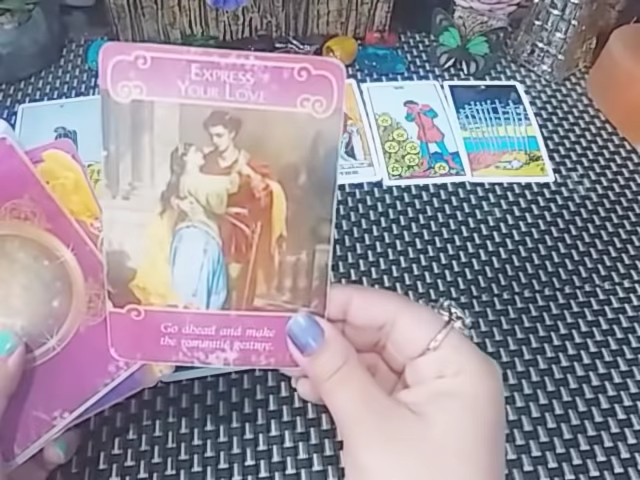 EXPRESS
YOUR LOVE
Go ahead and make
the romantic gesture.